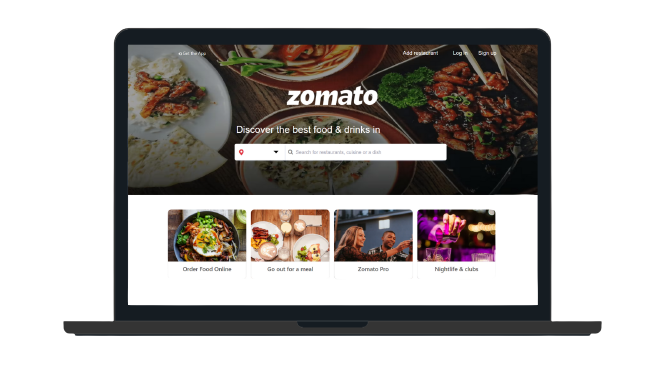 Get the App
Add restaurant Log in Sign up
zomato
Discover the best food & drinks in
Search for restaurants, cuisine or a dish
Order Food Online
Go out for a meal
Zomato Pro
Nightlife & clubs